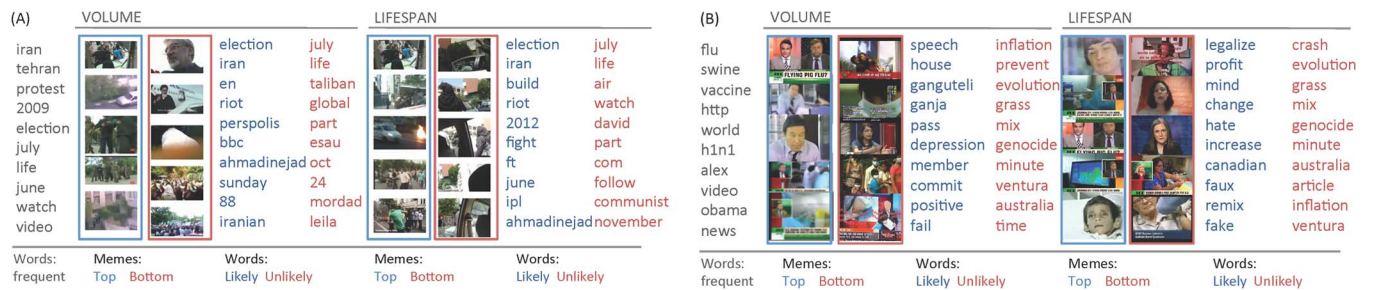 (A) VOLUME LIFESPAN
iran election july election july
tehran iran life iran life
protest en taliban build air
2009 riot global riot watch
election perspolis part 2012 david
july bbc esau fight part
life ahmadinejad oct ft com
june sunday 24 june follow
watch 88 mordad ipl communist
video iranian leila ahmadinejad november
Words: Memes: Words: Memes: Words:
frequent Top Bottom Likely Unlikely Top Bottom Likely Unlikely
(B) VOLUME LIFESPAN
flu speech inflation legalize crash
swine house prevent profit evolution
vaccine ganguteli evolution mind grass
http ganja grass change mix
world pass mix hate genocide
h1n1 depression genocide increase minute
alex member minute canadian australia
video commit ventura faux article
obama positive australia remix inflation
news fail time fake ventura
FLYING PIG FLU?
Words: Memes: Words: Memes: Words:
frequent Top Bottom Likely Unlikely Top Bottom Likely Unlikely